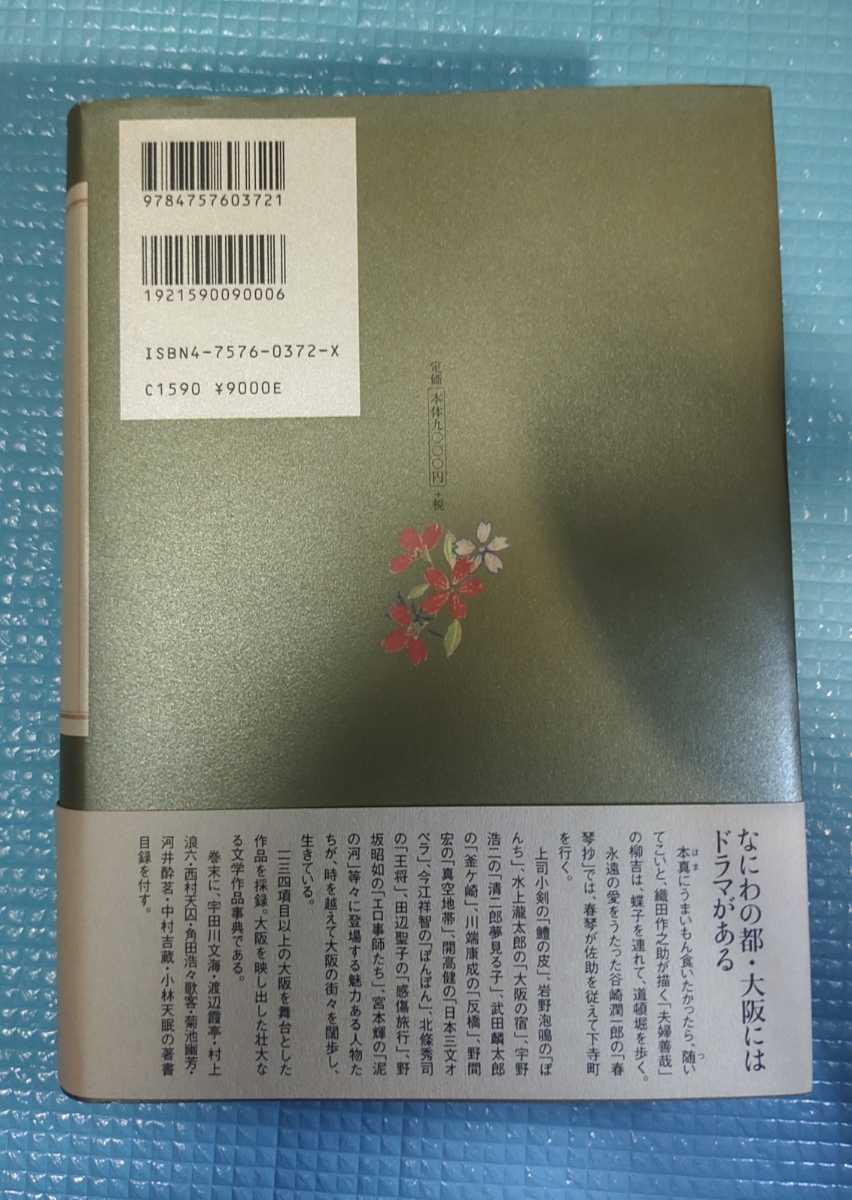 9784757603721
1921590090006
ISBN4-7576-0372-X
C1590 ¥9000E
定価 本体九〇〇〇円 +税
なにわの都・大阪には
ドラマがある
本真にうまいもん食いたかったら、随い
ほま
つ
てこいと、織田作之助が描く「夫婦善哉」
の柳吉は、蝶子を連れて、道頓堀を歩く。
永遠の愛をうたった谷崎潤一郎の「春
琴抄」では、春琴が佐助を従えて下寺町
を行く。
上司小剣の「鱧の皮」、岩野泡鳴の「ぼ
んち」、水上瀧太郎の「大阪の宿」、宇野
浩二の「清二郎夢見る子」、武田麟太郎
の「釜ケ崎」、川端康成の「反橋」、野間
宏の「真空地帯」、開高健の「日本三文オ
ペラ」、今江祥智の「ぼんぼん」、北條秀司
の「王将」、田辺聖子の「感傷旅行」、野
坂昭如の「エロ事師たち」、宮本輝の「泥
の河」等々に登場する魅力ある人物た
ちが、時を越えて大阪の街々を闊歩し、
生きている。
一一三四項目以上の大阪を舞台とした
作品を採録。大阪を映し出した壮大な
る文学作品事典である。
巻末に、宇田川文海・渡辺霞亭・村上
浪六・西村天囚・角田浩々歌客・菊池幽芳・
河井酔茗・中村吉蔵・小林天眠の著書
目録を付す。